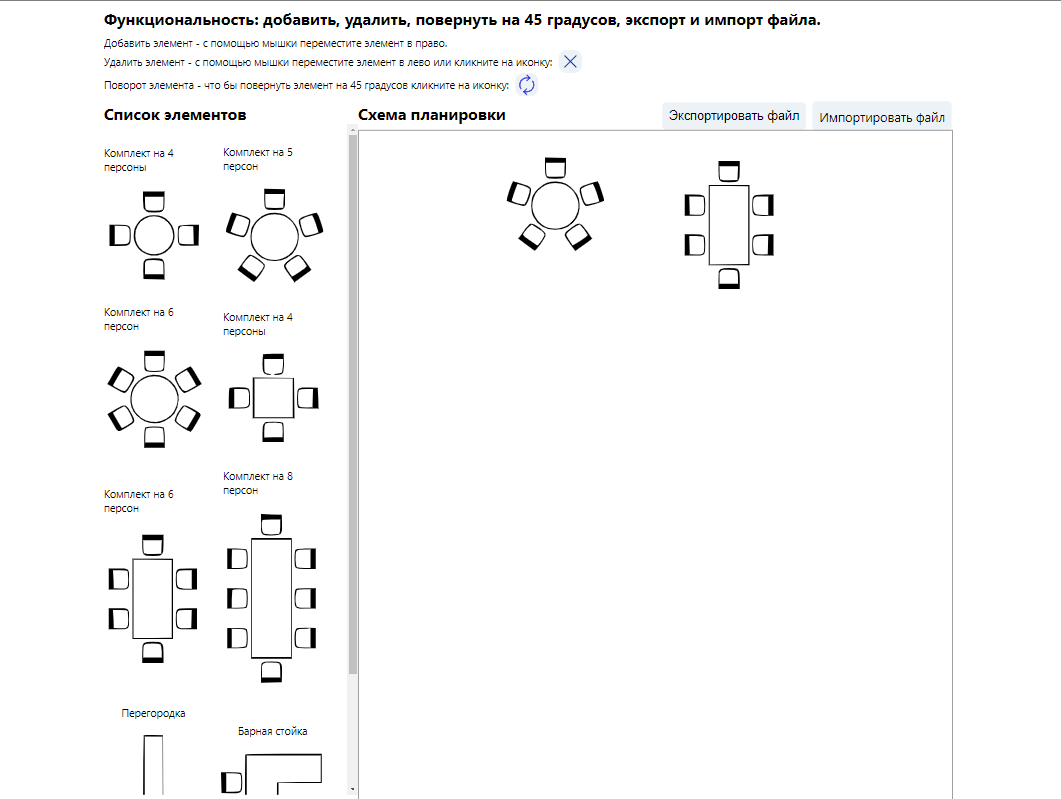 Функциональность: добавить, удалить, повернуть на 45 градусов, экспорт и импорт файла.
Добавить элемент - с помощью мышки переместите элемент в право.
Удалить элемент - с помощью мышки переместите элемент в лево или кликните на иконку:
Поворот элемента - что бы повернуть элемент на 45 градусов кликните на иконку:
Список элементов
Схема планировки
Экспортировать файл
Импортировать файл
Комплект на 4
персоны
Комплект на 5
персон
Комплект на 6
персон
Комплект на 4
персоны
Комплект на 6
персон
Комплект на 8
персон
Перегородка
Барная стойка